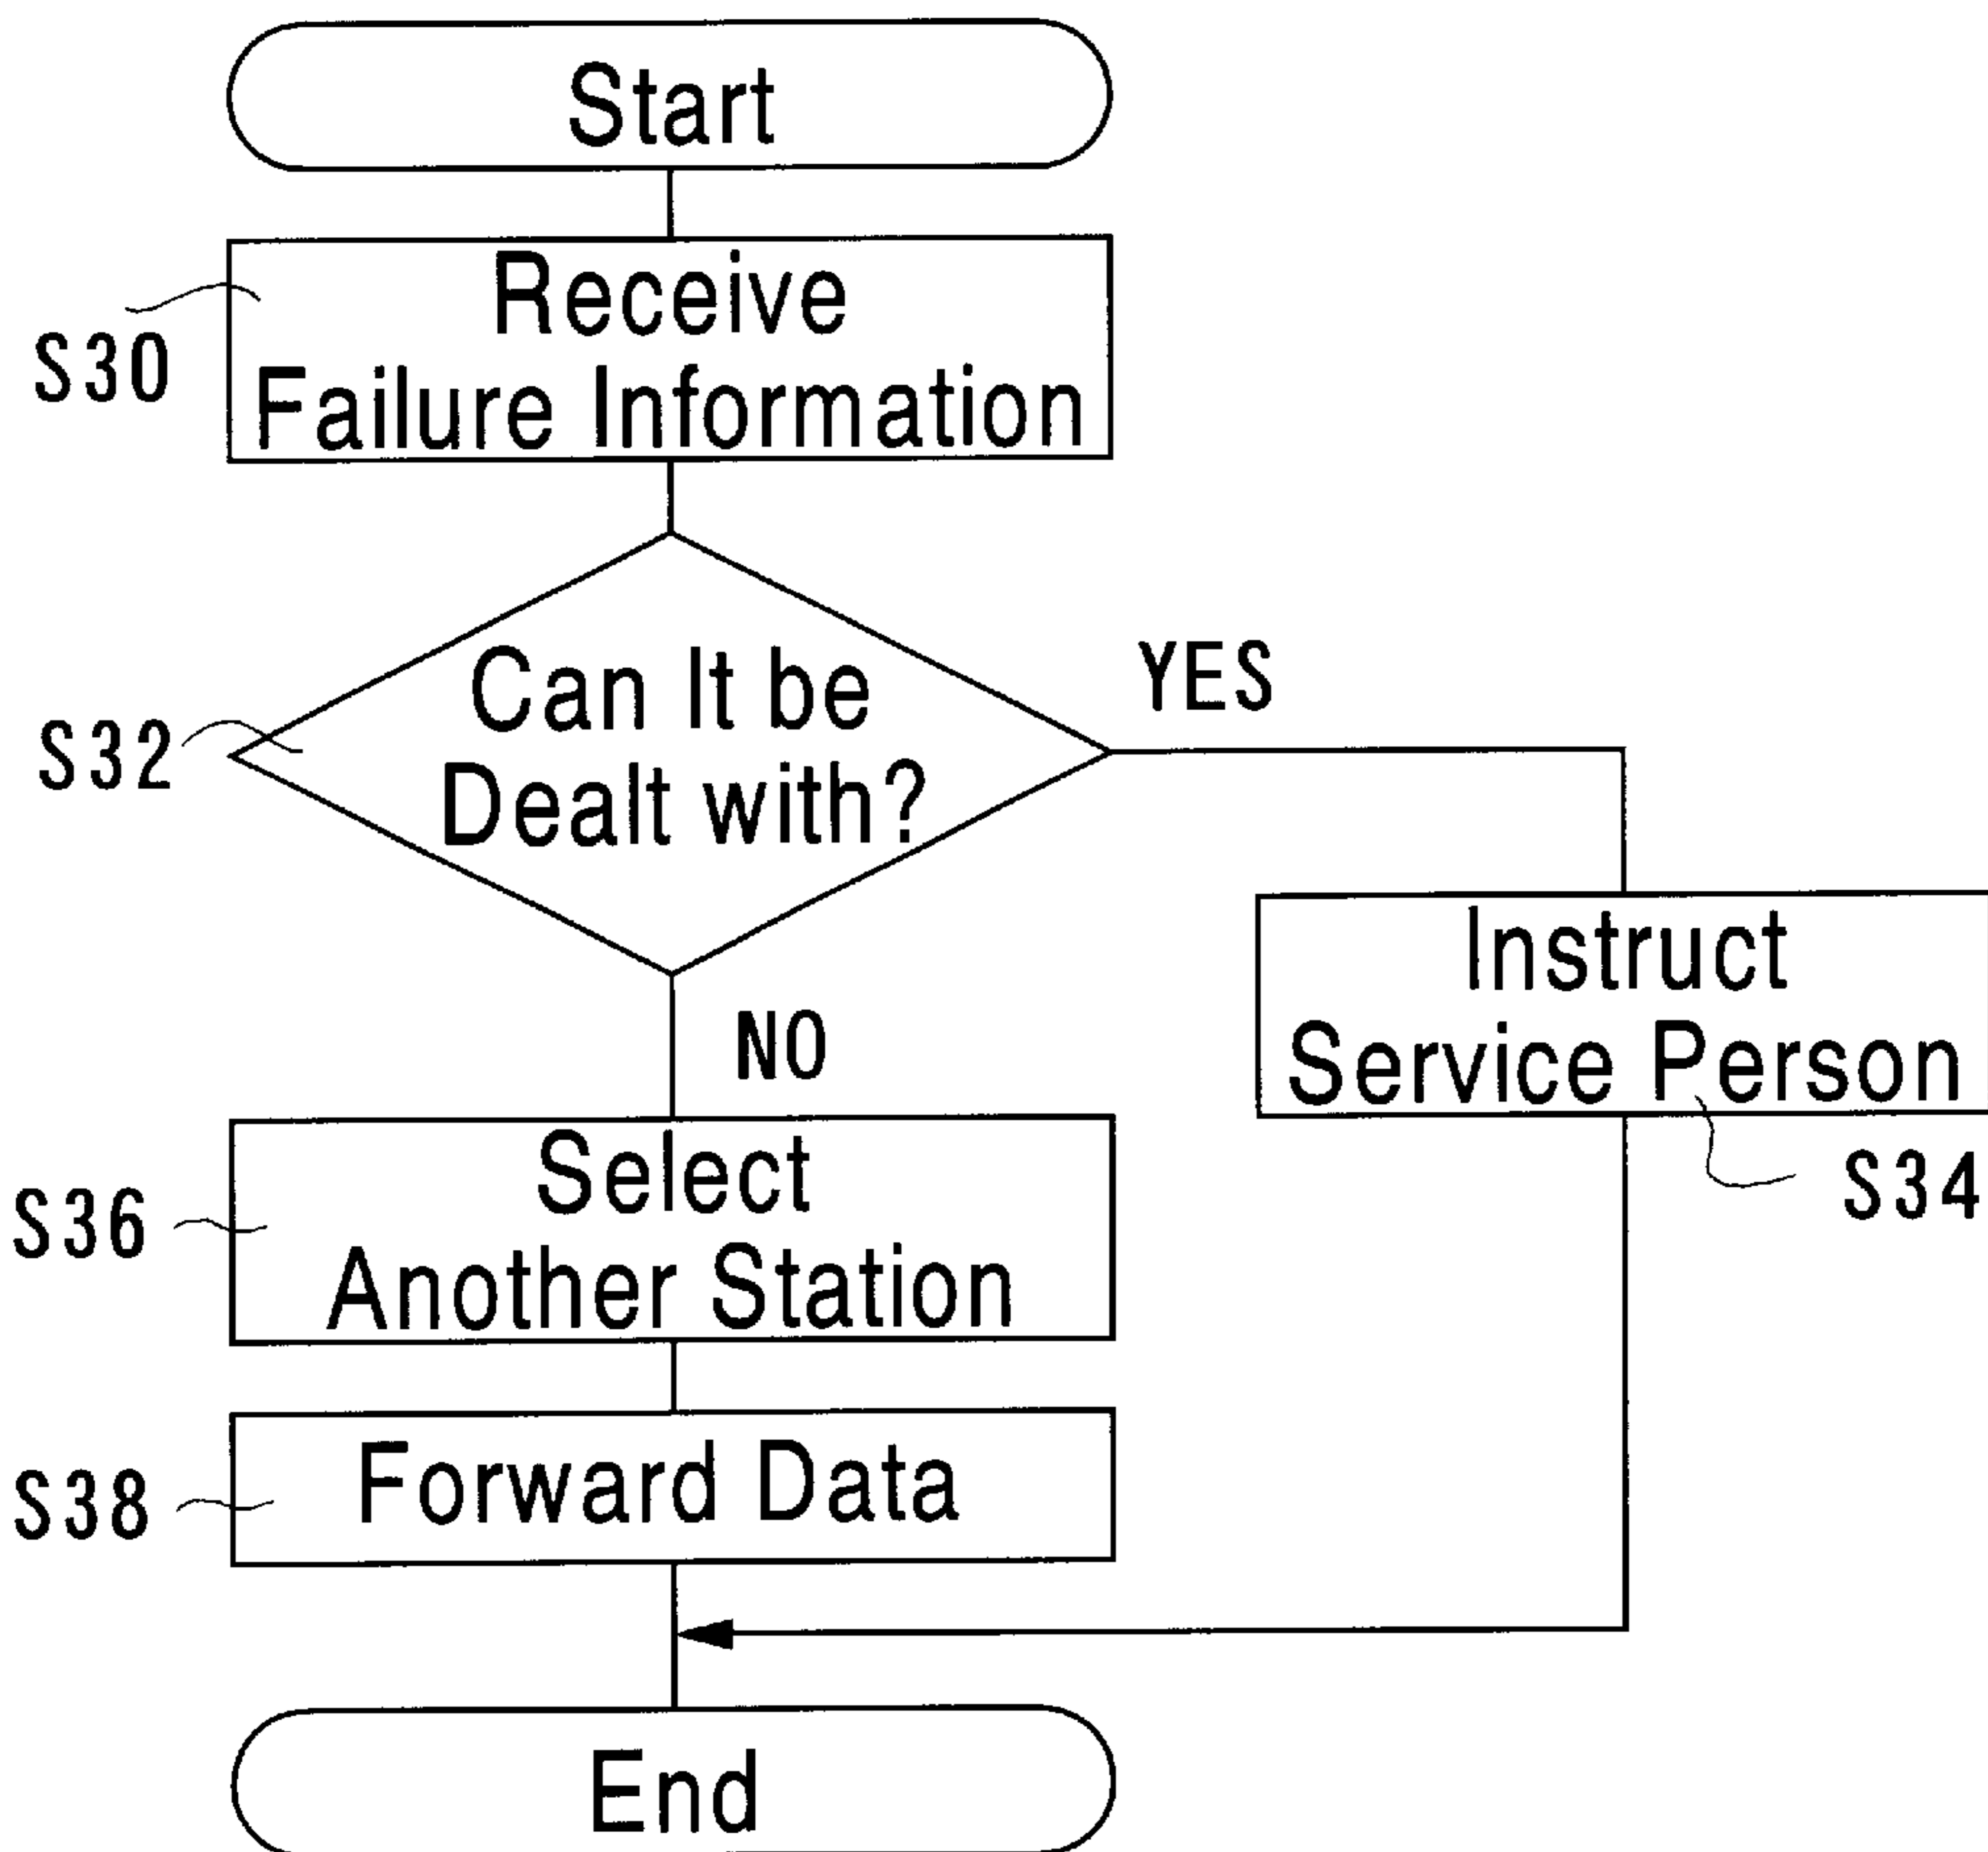 Start
Receive
Failure Information
S30
Can It be
Dealt with?
S32
YES
Instruct
Service Person
S34
NO
Select
Another Station
S36
Forward Data
S38
End